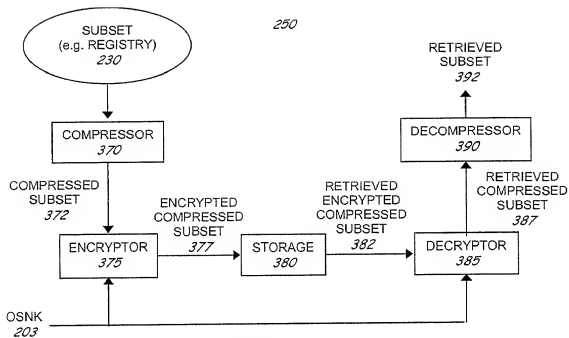 SUBSET
(e.g. REGISTRY)
230
250
RETRIEVED
SUBSET
392
COMPRESSOR
370
DECOMPRESSOR
390
COMPRESSED
SUBSET
372
ENCRYPTED
COMPRESSED
SUBSET
377
RETRIEVED
ENCRYPTED
COMPRESSED
SUBSET
382
RETRIEVED
COMPRESSED
SUBSET
387
ENCRYPTOR
375
STORAGE
380
DECRYPTOR
385
OSNK
203